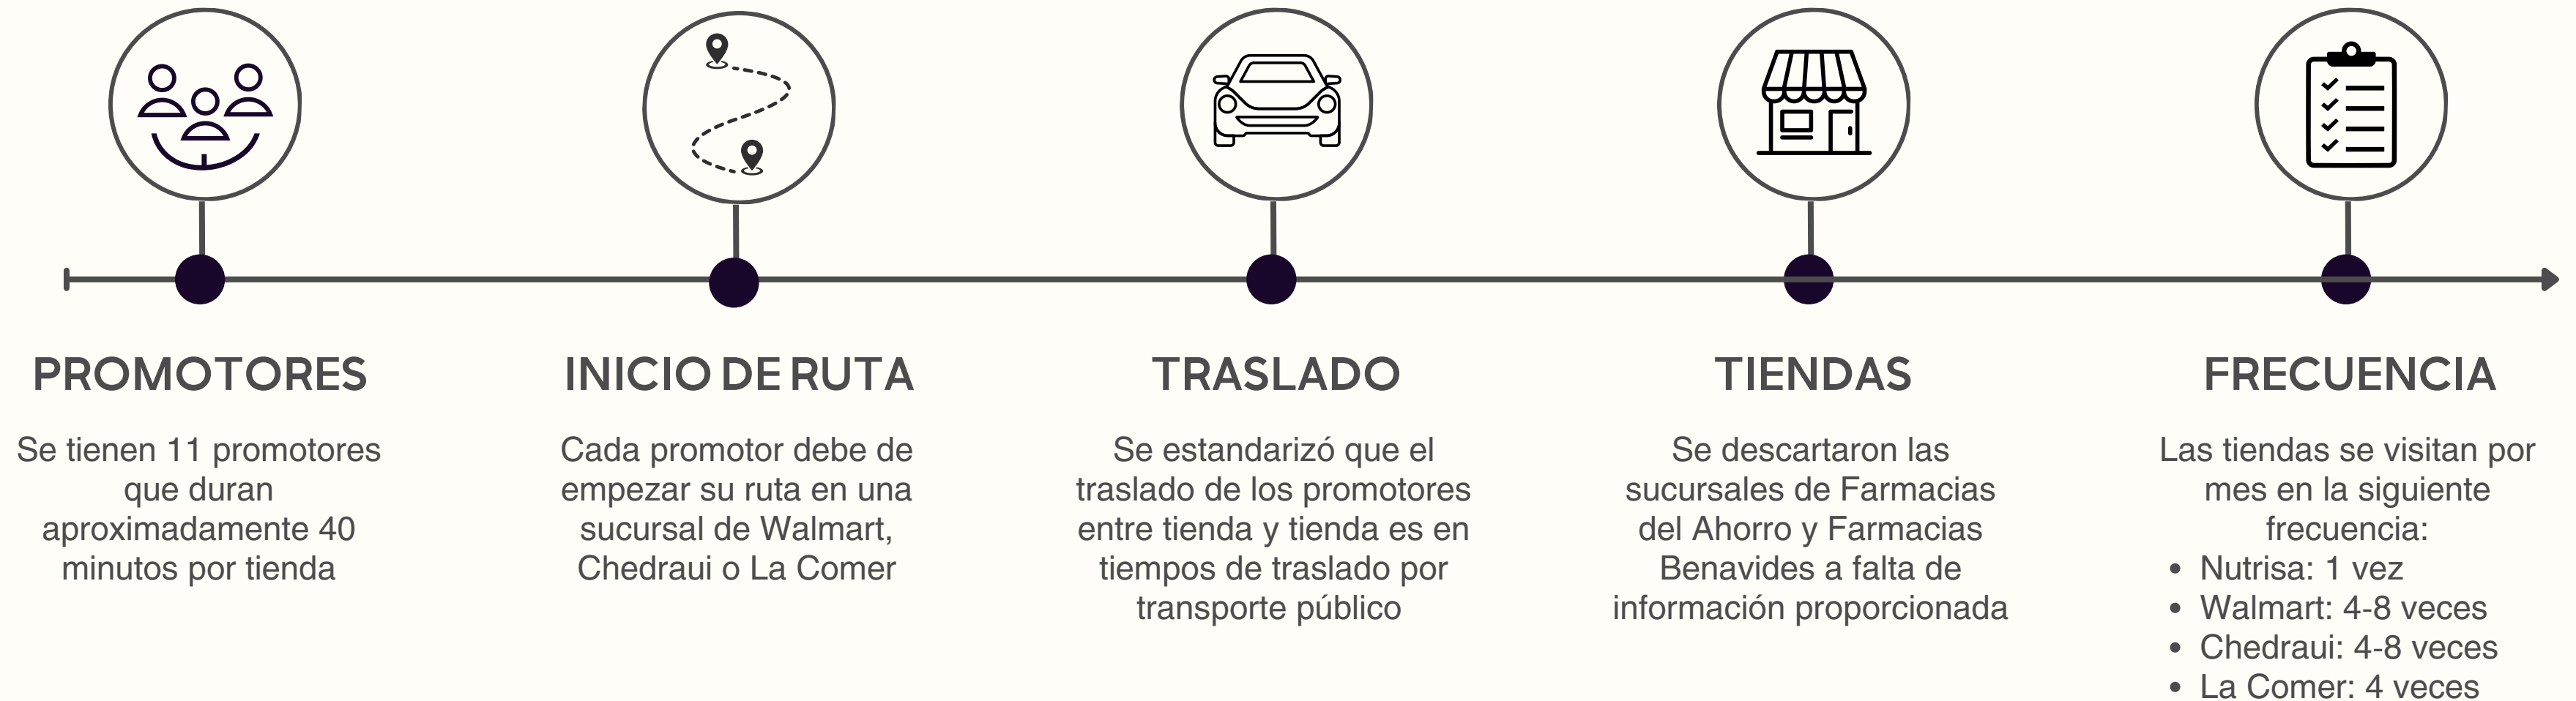 PROMOTORES
Se tienen 11 promotores
que duran
aproximadamente 40
minutos por tienda
INICIO DE RUTA
Cada promotor debe de
empezar su ruta en una
sucursal de Walmart,
Chedraui o La Comer
TRASLADO
Se estandarizó que el
traslado de los promotores
entre tienda y tienda es en
tiempos de traslado por
transporte público
TIENDAS
Se descartaron las
sucursales de Farmacias
del Ahorro y Farmacias
Benavides a falta de
información proporcionada
FRECUENCIA
Las tiendas se visitan por
mes en la siguiente
frecuencia:
• Nutrisa: 1 vez
• Walmart: 4-8 veces
• Chedraui: 4-8 veces
• La Comer: 4 veces